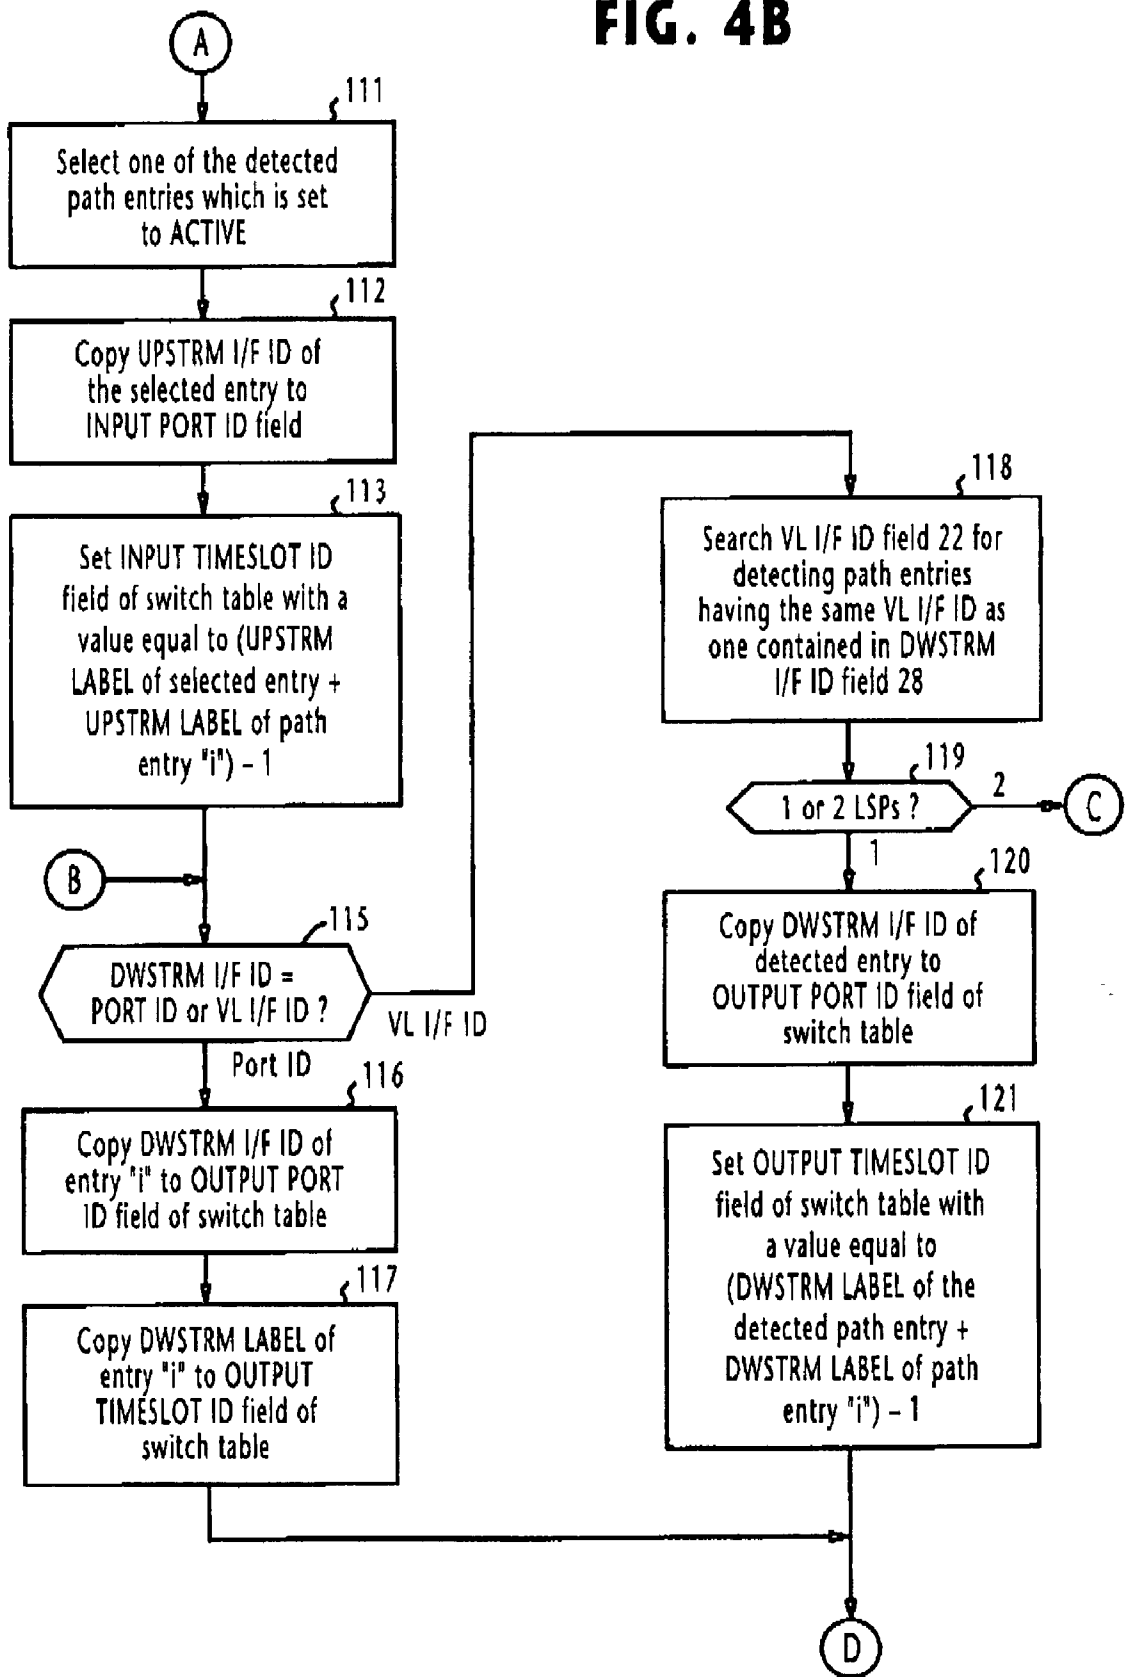 FIG. 4B
A
111
Select one of the detected
path entries which is set
to ACTIVE
112
Copy UPSTRM I/F ID of
the selected entry to
INPUT PORT ID field
113
Set INPUT TIMESLOT ID
field of switch table with a
value equal to (UPSTRM
LABEL of selected entry +
UPSTRM LABEL of path
entry "i") – 1
B
115
DWSTRM I/F ID =
PORT ID or VL I/F ID ?
VL I/F ID
Port ID
116
Copy DWSTRM I/F ID of
entry "i" to OUTPUT PORT
ID field of switch table
117
Copy DWSTRM LABEL of
entry "i" to OUTPUT
TIMESLOT ID field of
switch table
118
Search VL I/F ID field 22 for
detecting path entries
having the same VL I/F ID as
one contained in DWSTRM
I/F ID field 28
119
1 or 2 LSPs ?
2
C
1
120
Copy DWSTRM I/F ID of
detected entry to
OUTPUT PORT ID field of
switch table
121
Set OUTPUT TIMESLOT ID
field of switch table with
a value equal to
(DWSTRM LABEL of the
detected path entry +
DWSTRM LABEL of path
entry "i") – 1
D